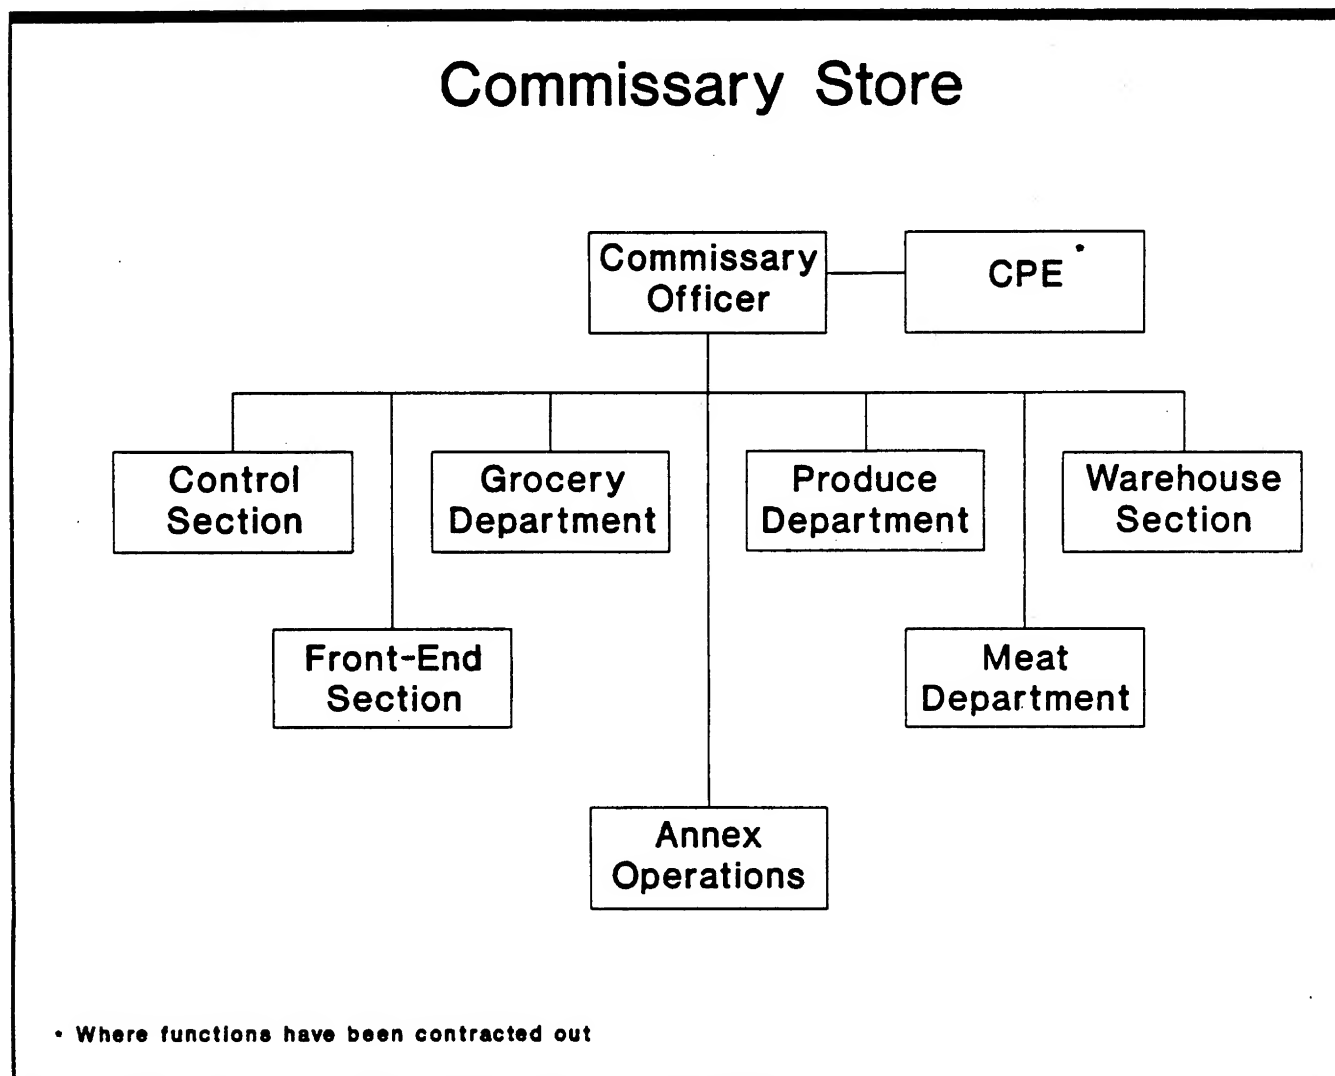 Commissary Store
Commissary
Officer
CPE *
Control
Section
Grocery
Department
Produce
Department
Warehouse
Section
Front-End
Section
Meat
Department
Annex
Operations
* Where functions have been contracted out